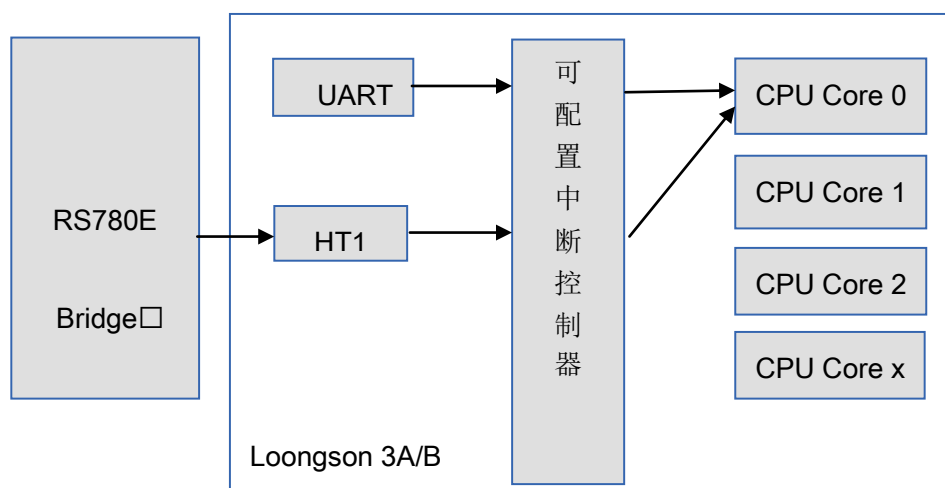 RS780E
Bridge□
UART
HT1
可
配
置
中
断
控
制
器
CPU Core 0
CPU Core 1
CPU Core 2
CPU Core x
Loongson 3A/B